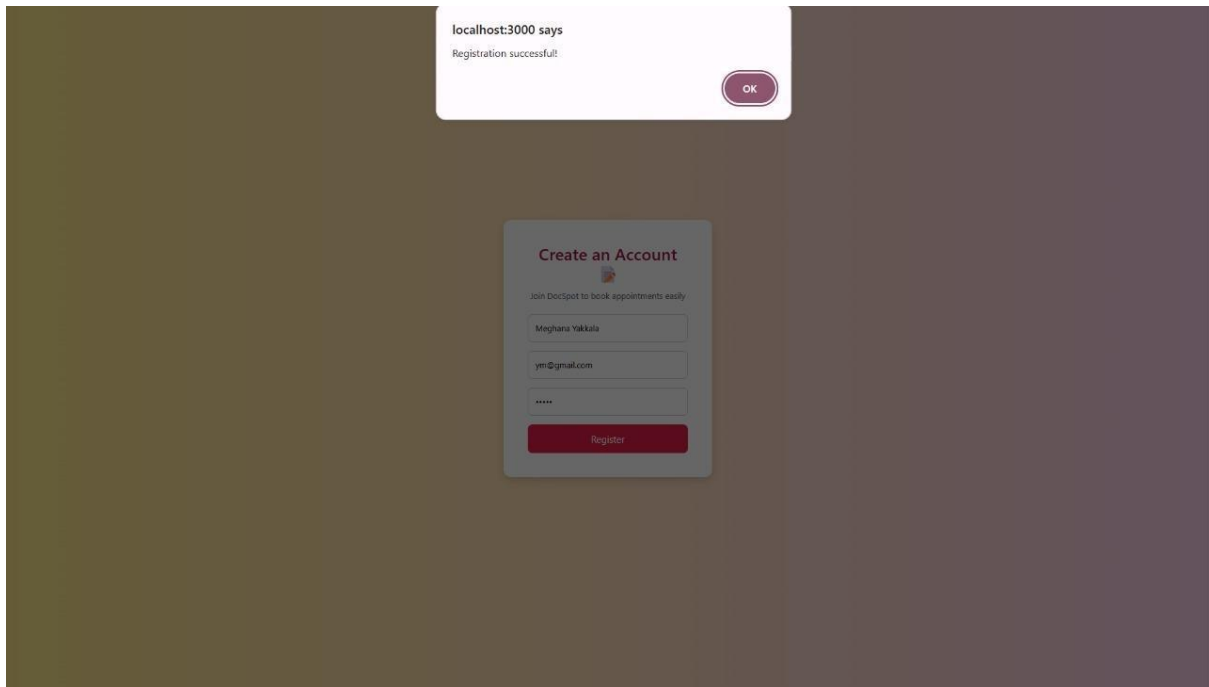 localhost:3000 says
Registration successful!
OK
Create an Account
📝
Join DocSpot to book appointments easily
Meghana Yakkala
ym@gmail.com
•••••
Register